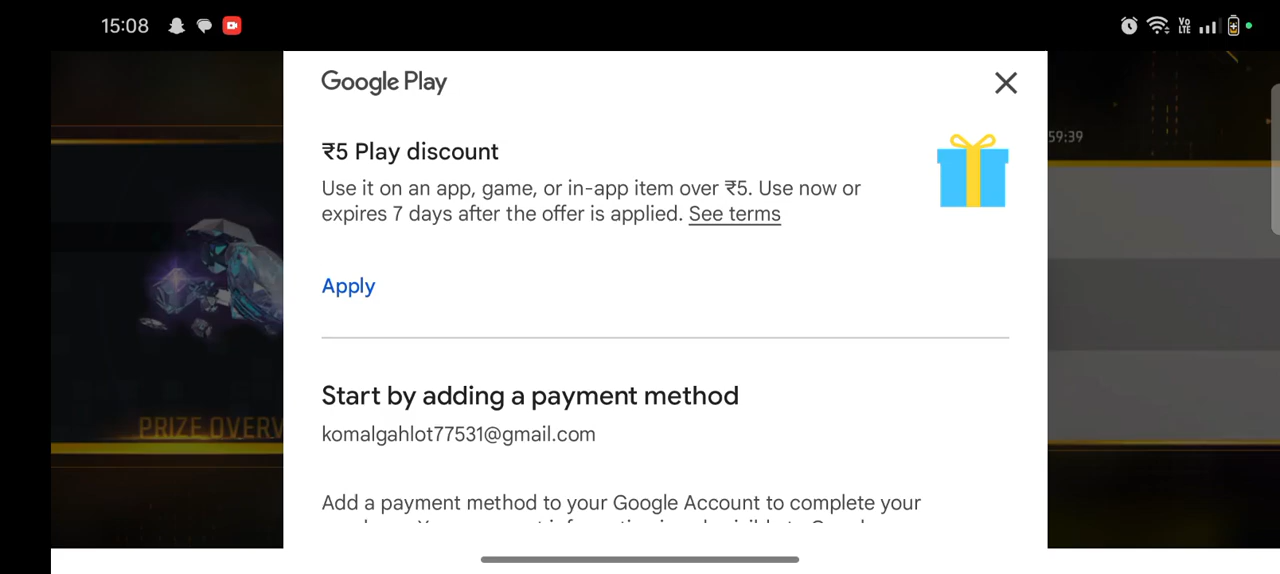 15:08
Vo
LTE
Google Play
59:39
₹5 Play discount
Use it on an app, game, or in-app item over ₹5. Use now or
expires 7 days after the offer is applied. See terms
Apply
Start by adding a payment method
PRIZE OVERV
komalgahlot77531@gmail.com
Add a payment method to your Google Account to complete your